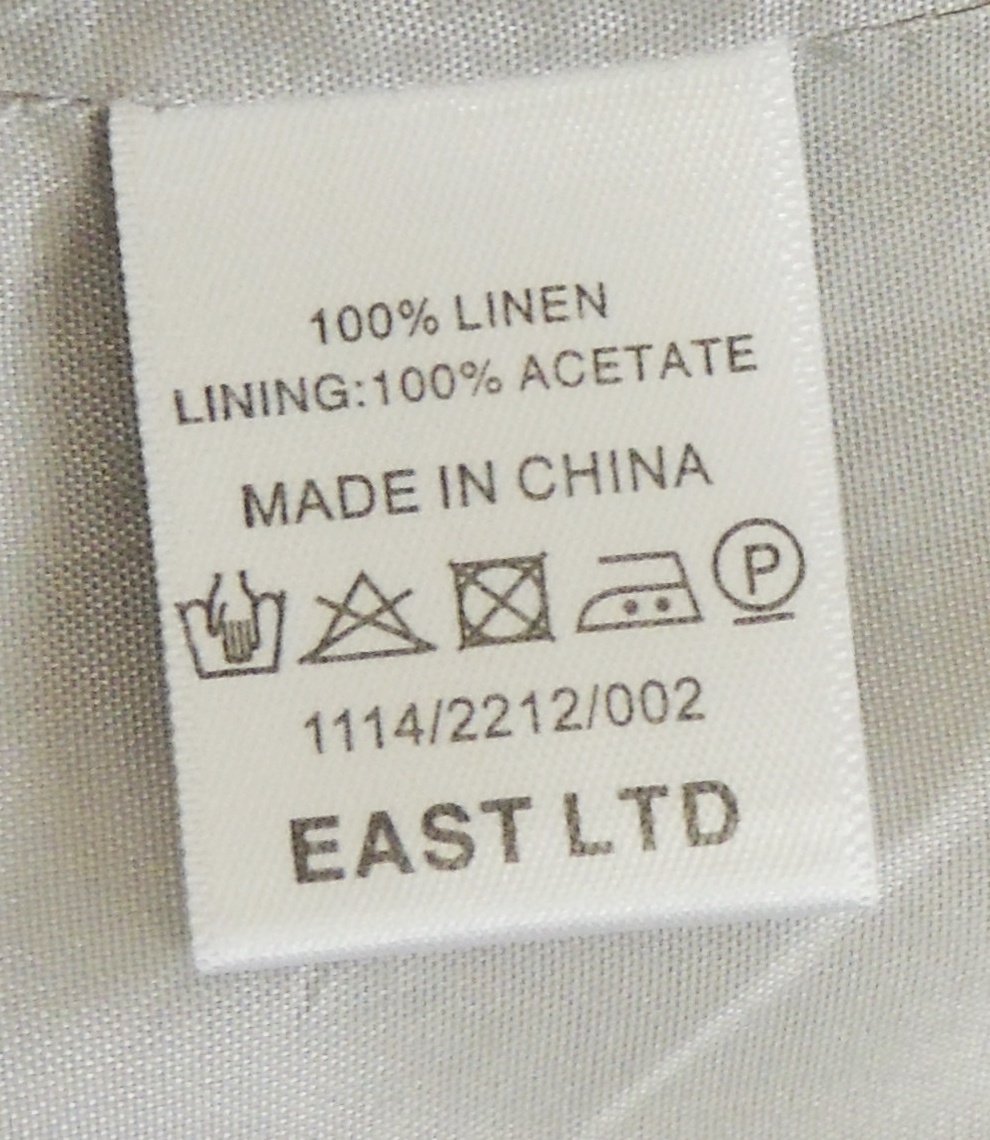 100% LINEN
LINING:100% ACETATE
MADE IN CHINA
P
1114/2212/002
EAST LTD